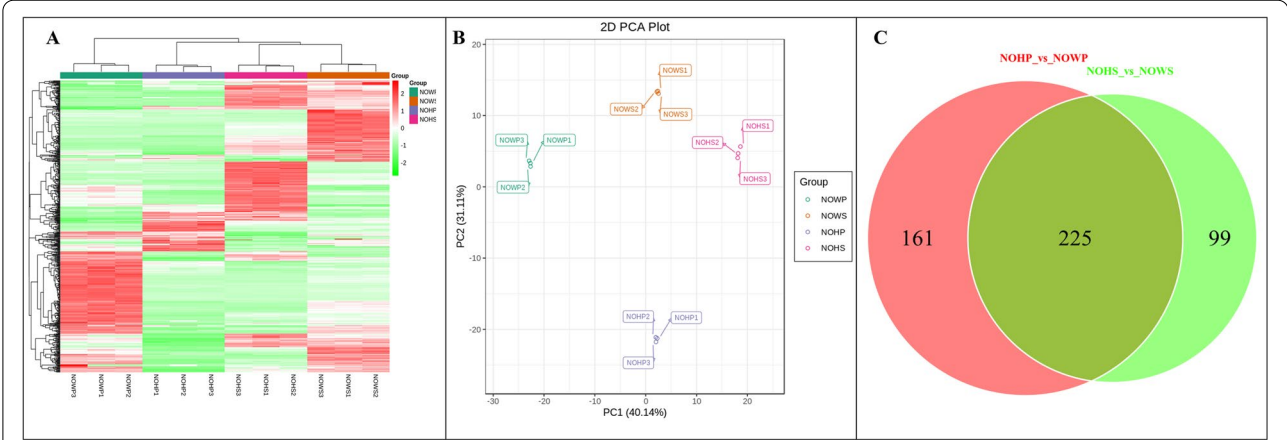 A
Group
Group
NOWP
NOWS
NOHP
NOHS
2
1
0
-1
-2
NOWP3
NOWP1
NOWP2
NOHP1
NOHP2
NOHP3
NOHS3
NOHS1
NOHS2
NOWS3
NOWS1
NOWS2
B
2D PCA Plot
20
10
0
-10
-20
PC2 (31.11%)
NOWS1
NOWS2
NOWS3
NOWP3
NOWP1
NOWP2
NOHS1
NOHS2
NOHS3
NOHP2
NOHP1
NOHP3
-30
-20
-10
0
10
20
PC1 (40.14%)
Group
NOWP
NOWS
NOHP
NOHS
C
NOHP_vs_NOWP
NOHS_vs_NOWS
161
225
99